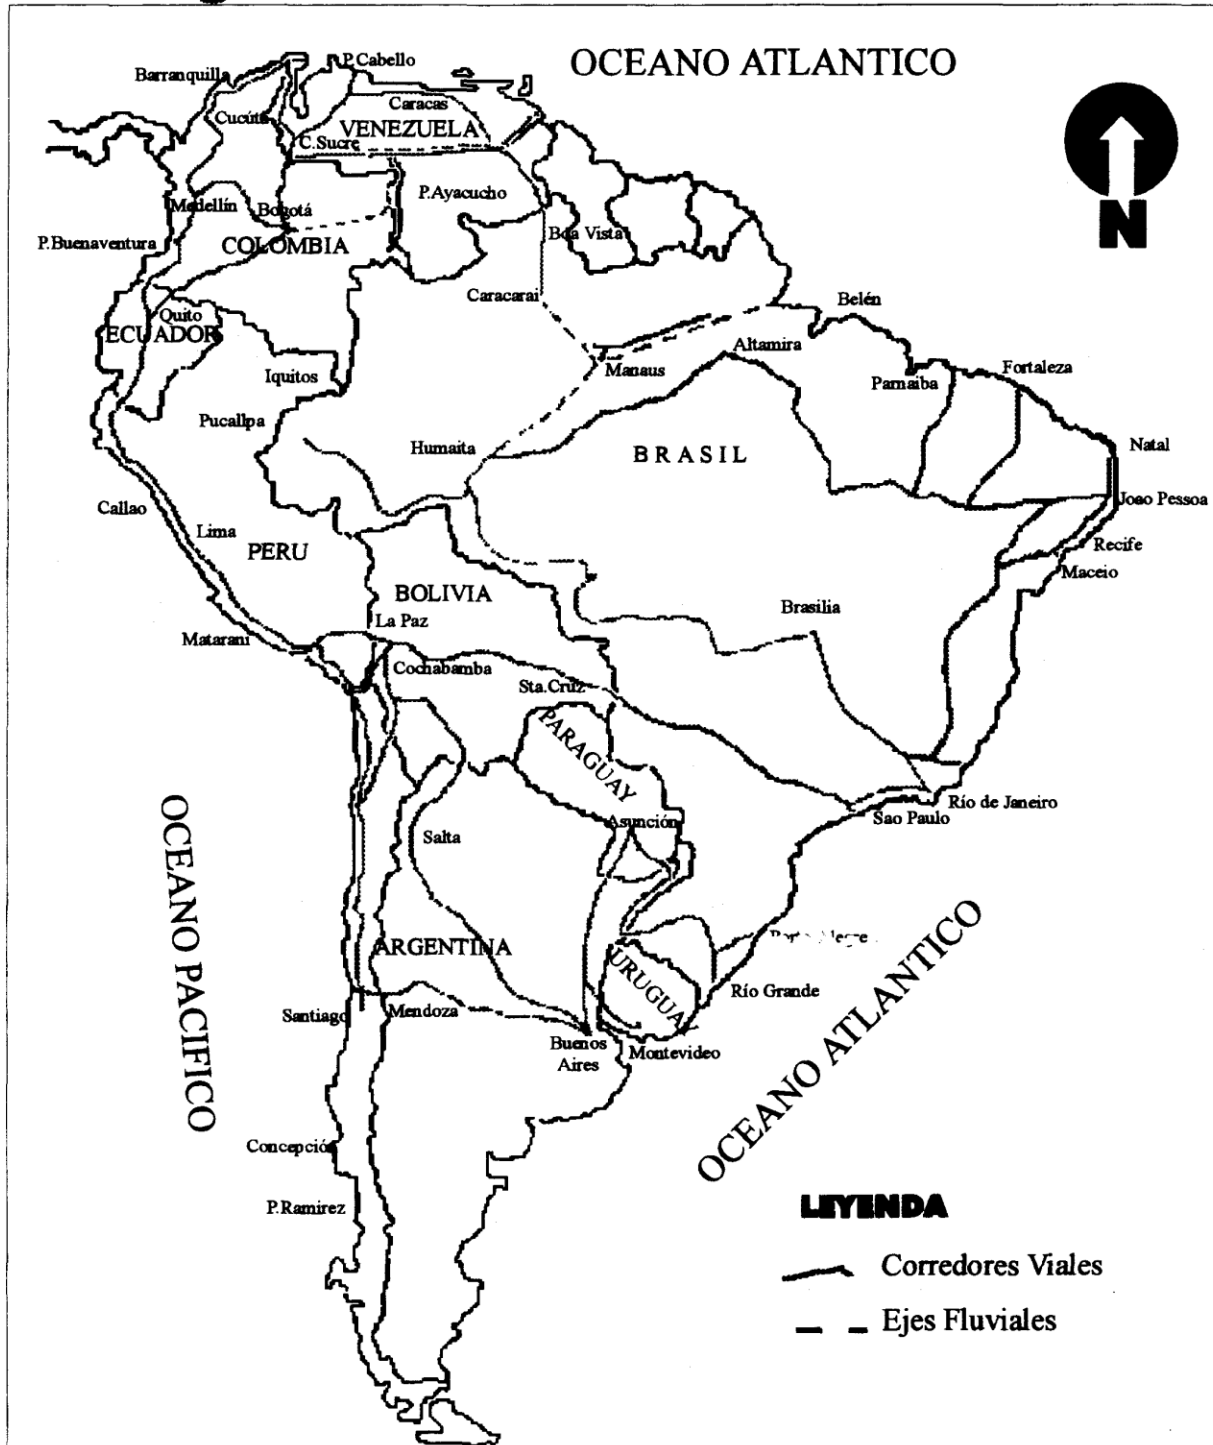 OCEANO ATLANTICO
P.Cabello
Barranquilla
Caracas
Cucúta
VENEZUELA
C.Sucre
N
P.Ayacucho
Medellín
Bogotá
Boa Vista
P.Buenaventura
COLOMBIA
Caracarai
Belén
Quito
ECUADOR
Altamira
Iquitos
Manaus
Parnaiba
Fortaleza
Pucallpa
Humaita
BRASIL
Natal
Callao
Joao Pessoa
Lima
Recife
PERU
Maceio
BOLIVIA
Brasilia
La Paz
Matarani
Cochabamba
Sta.Cruz
PARAGUAY
Río de Janeiro
Sao Paulo
Asunción
Salta
OCEANO PACIFICO
ARGENTINA
URUGUAY
Río Grande
Santiago
Mendoza
Buenos
Aires
Montevideo
OCEANO ATLANTICO
Concepción
P.Ramirez
LEYENDA
Corredores Viales
Ejes Fluviales